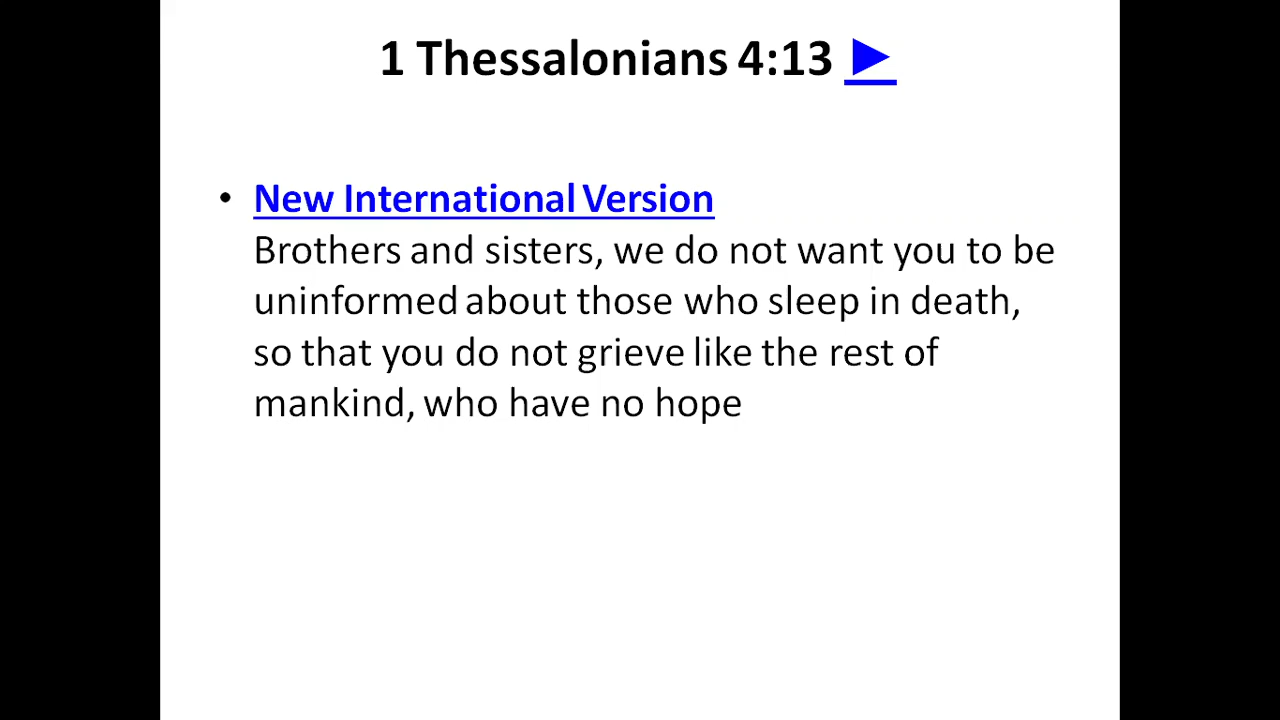 1 Thessalonians 4:13 ►
• New International Version
Brothers and sisters, we do not want you to be
uninformed about those who sleep in death,
so that you do not grieve like the rest of
mankind, who have no hope